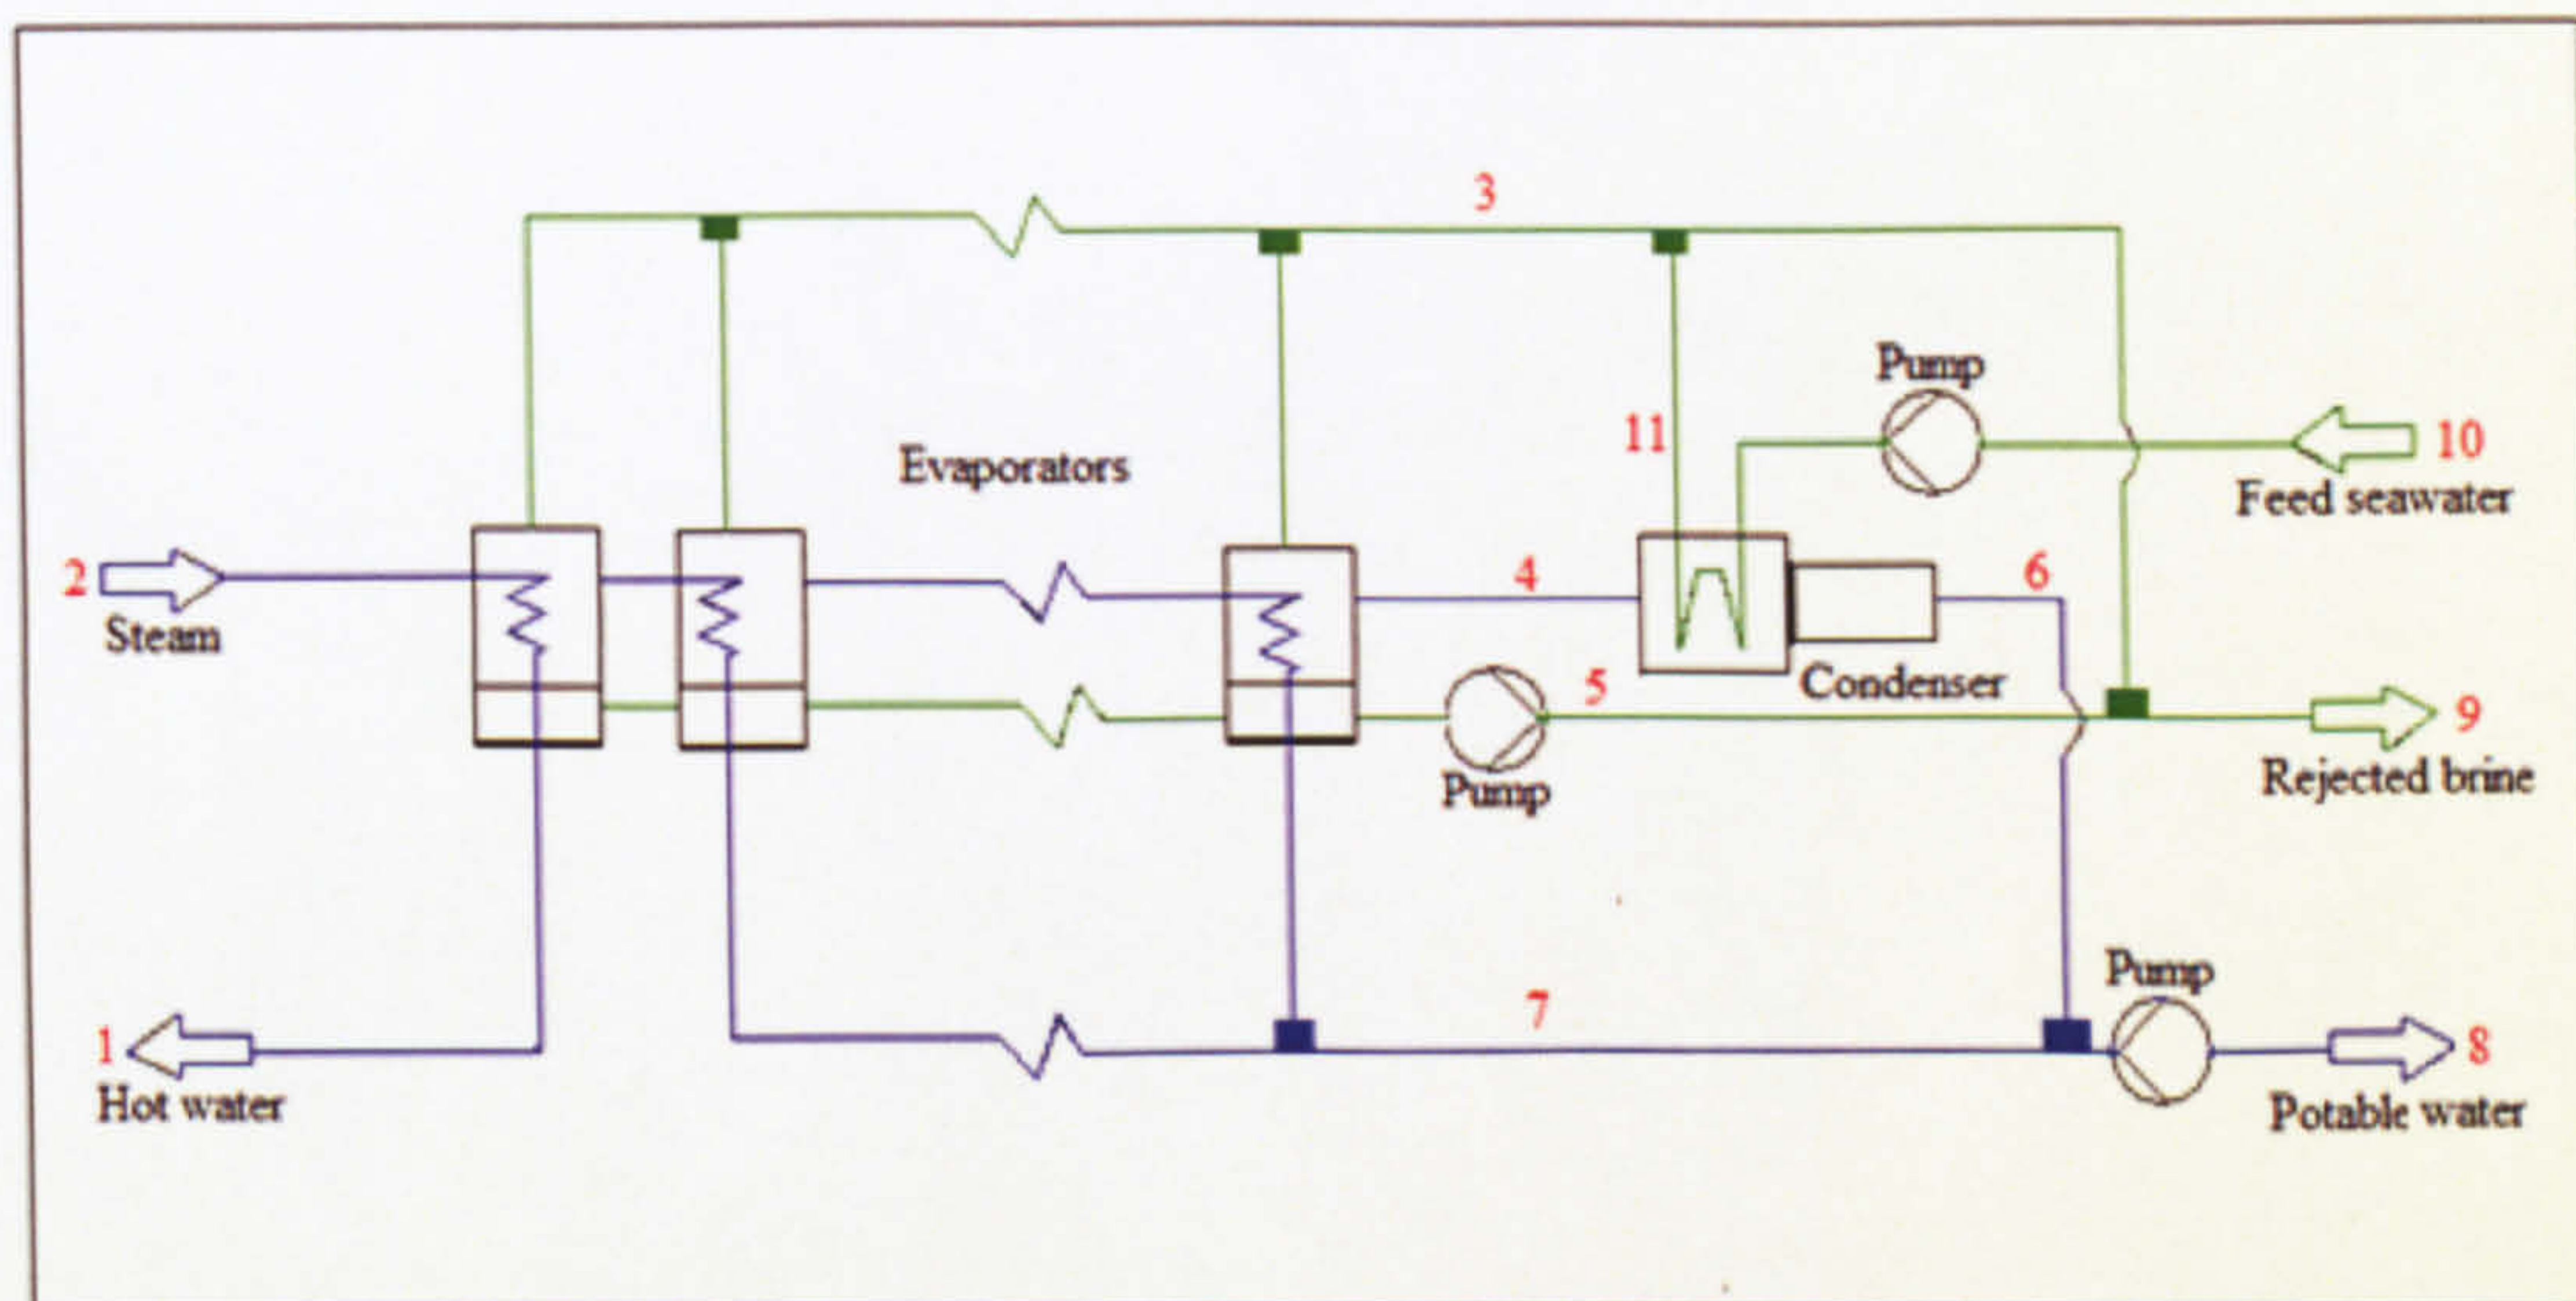 3
Pump
11
10
Feed seawater
Evaporators
2
Steam
4
6
Condenser
5
9
Rejected brine
Pump
7
Pump
1
Hot water
8
Potable water